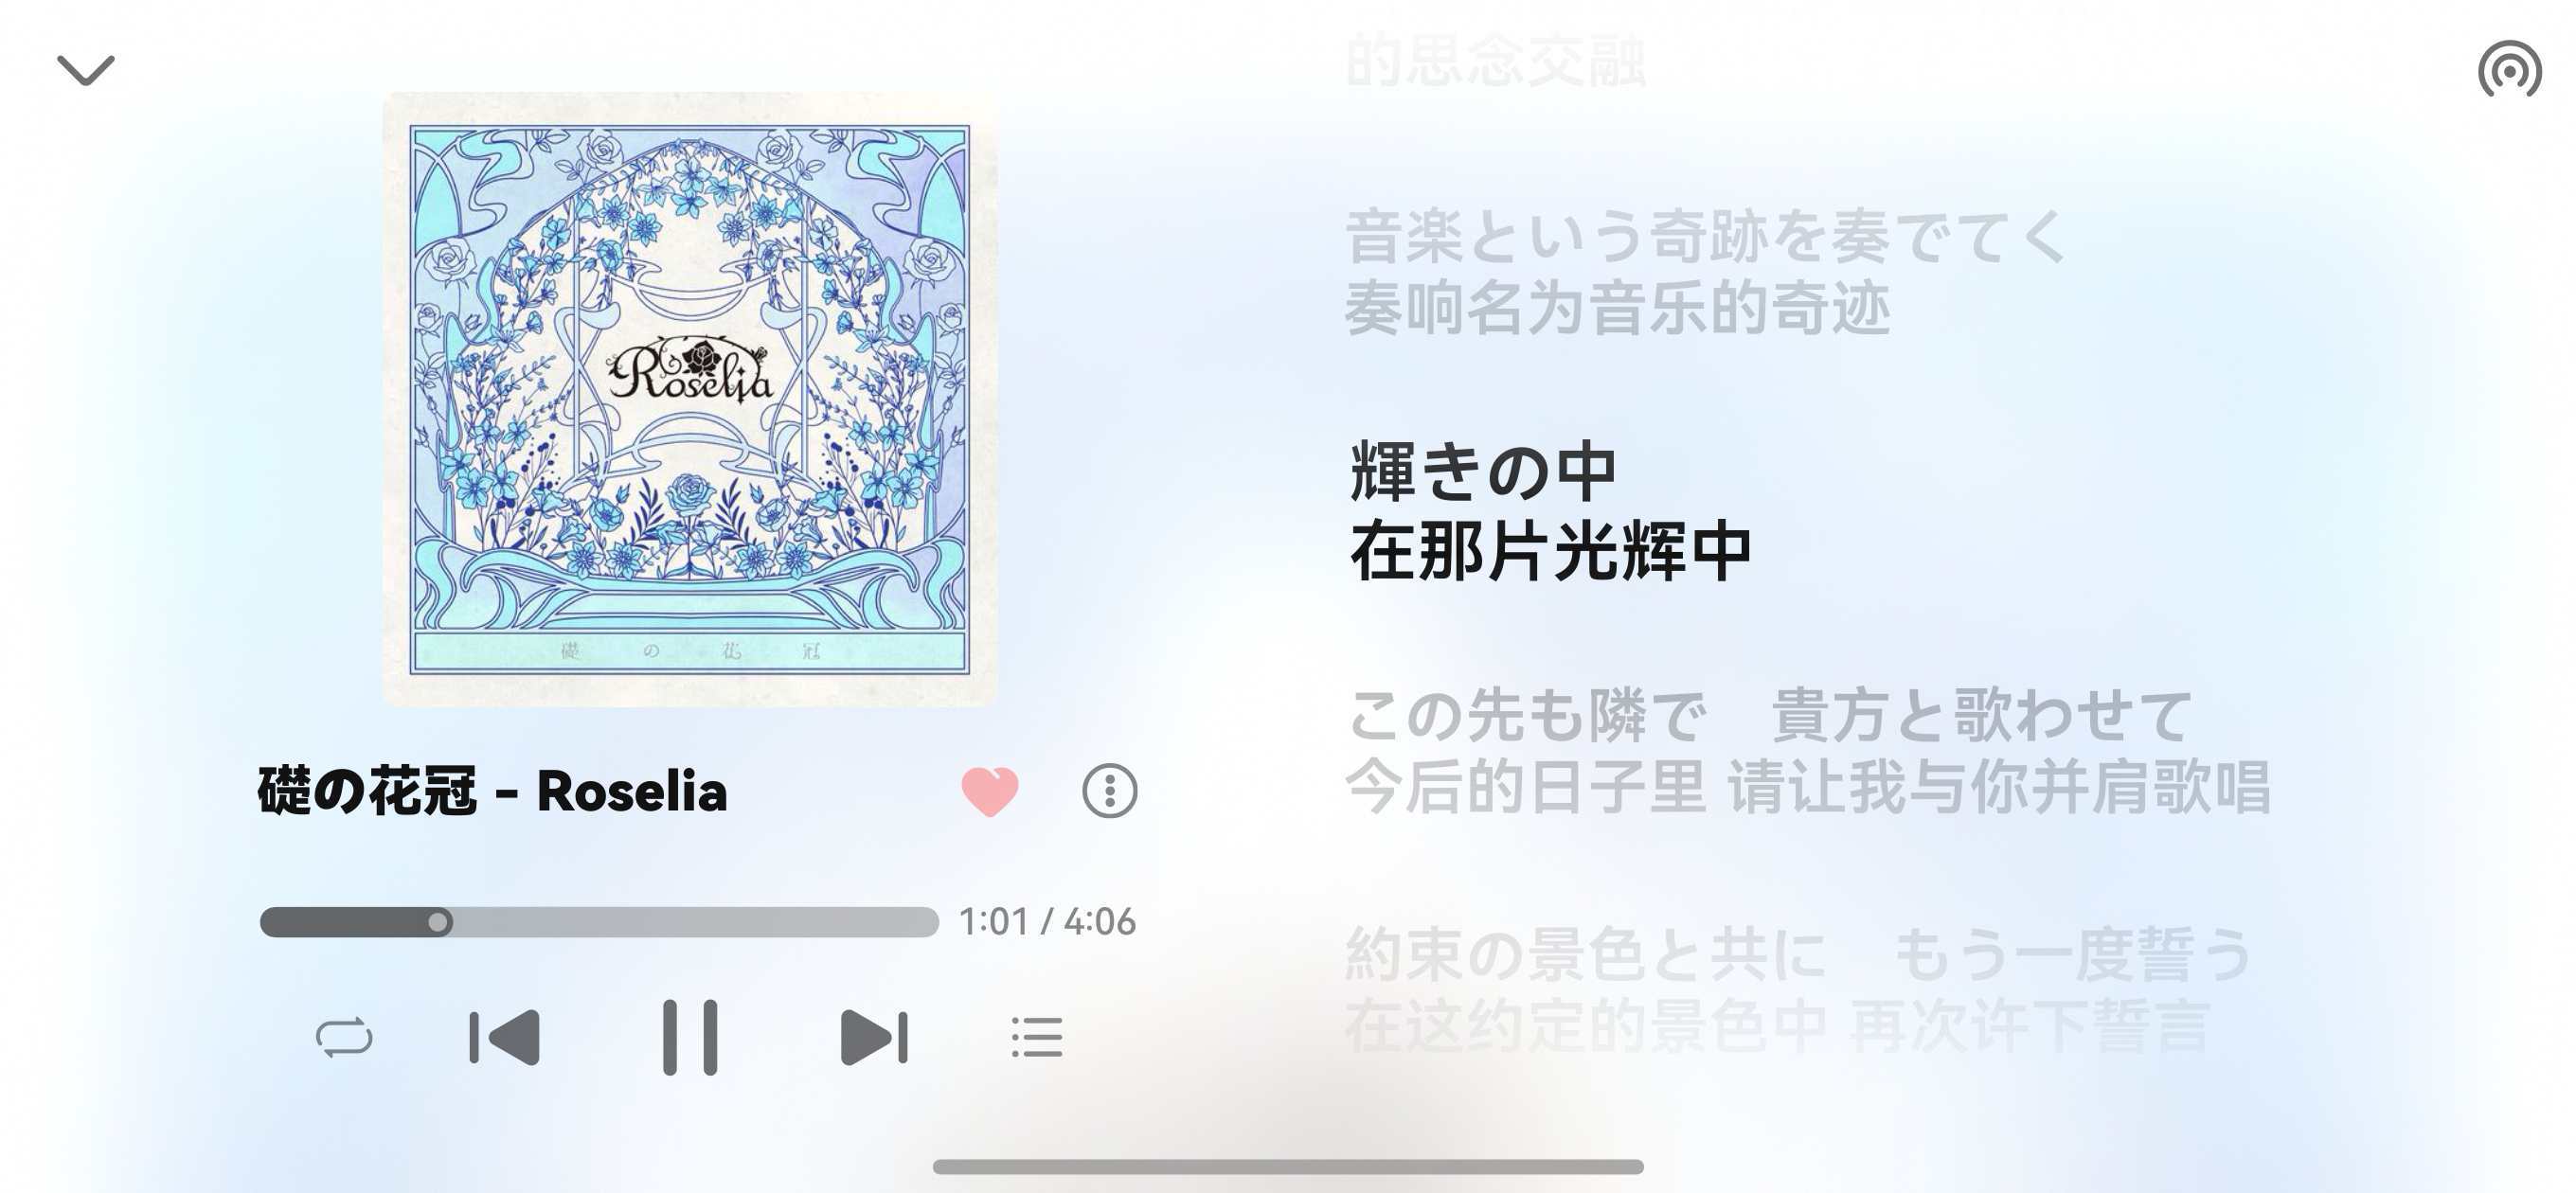 Roselia
礎の花冠
礎の花冠 - Roselia
1:01 / 4:06
的思念交融
音楽という奇跡を奏でてく
奏响名为音乐的奇迹
輝きの中
在那片光辉中
この先も隣で　貴方と歌わせて
今后的日子里 请让我与你并肩歌唱
約束の景色と共に　もう一度誓う
在这约定的景色中 再次许下誓言